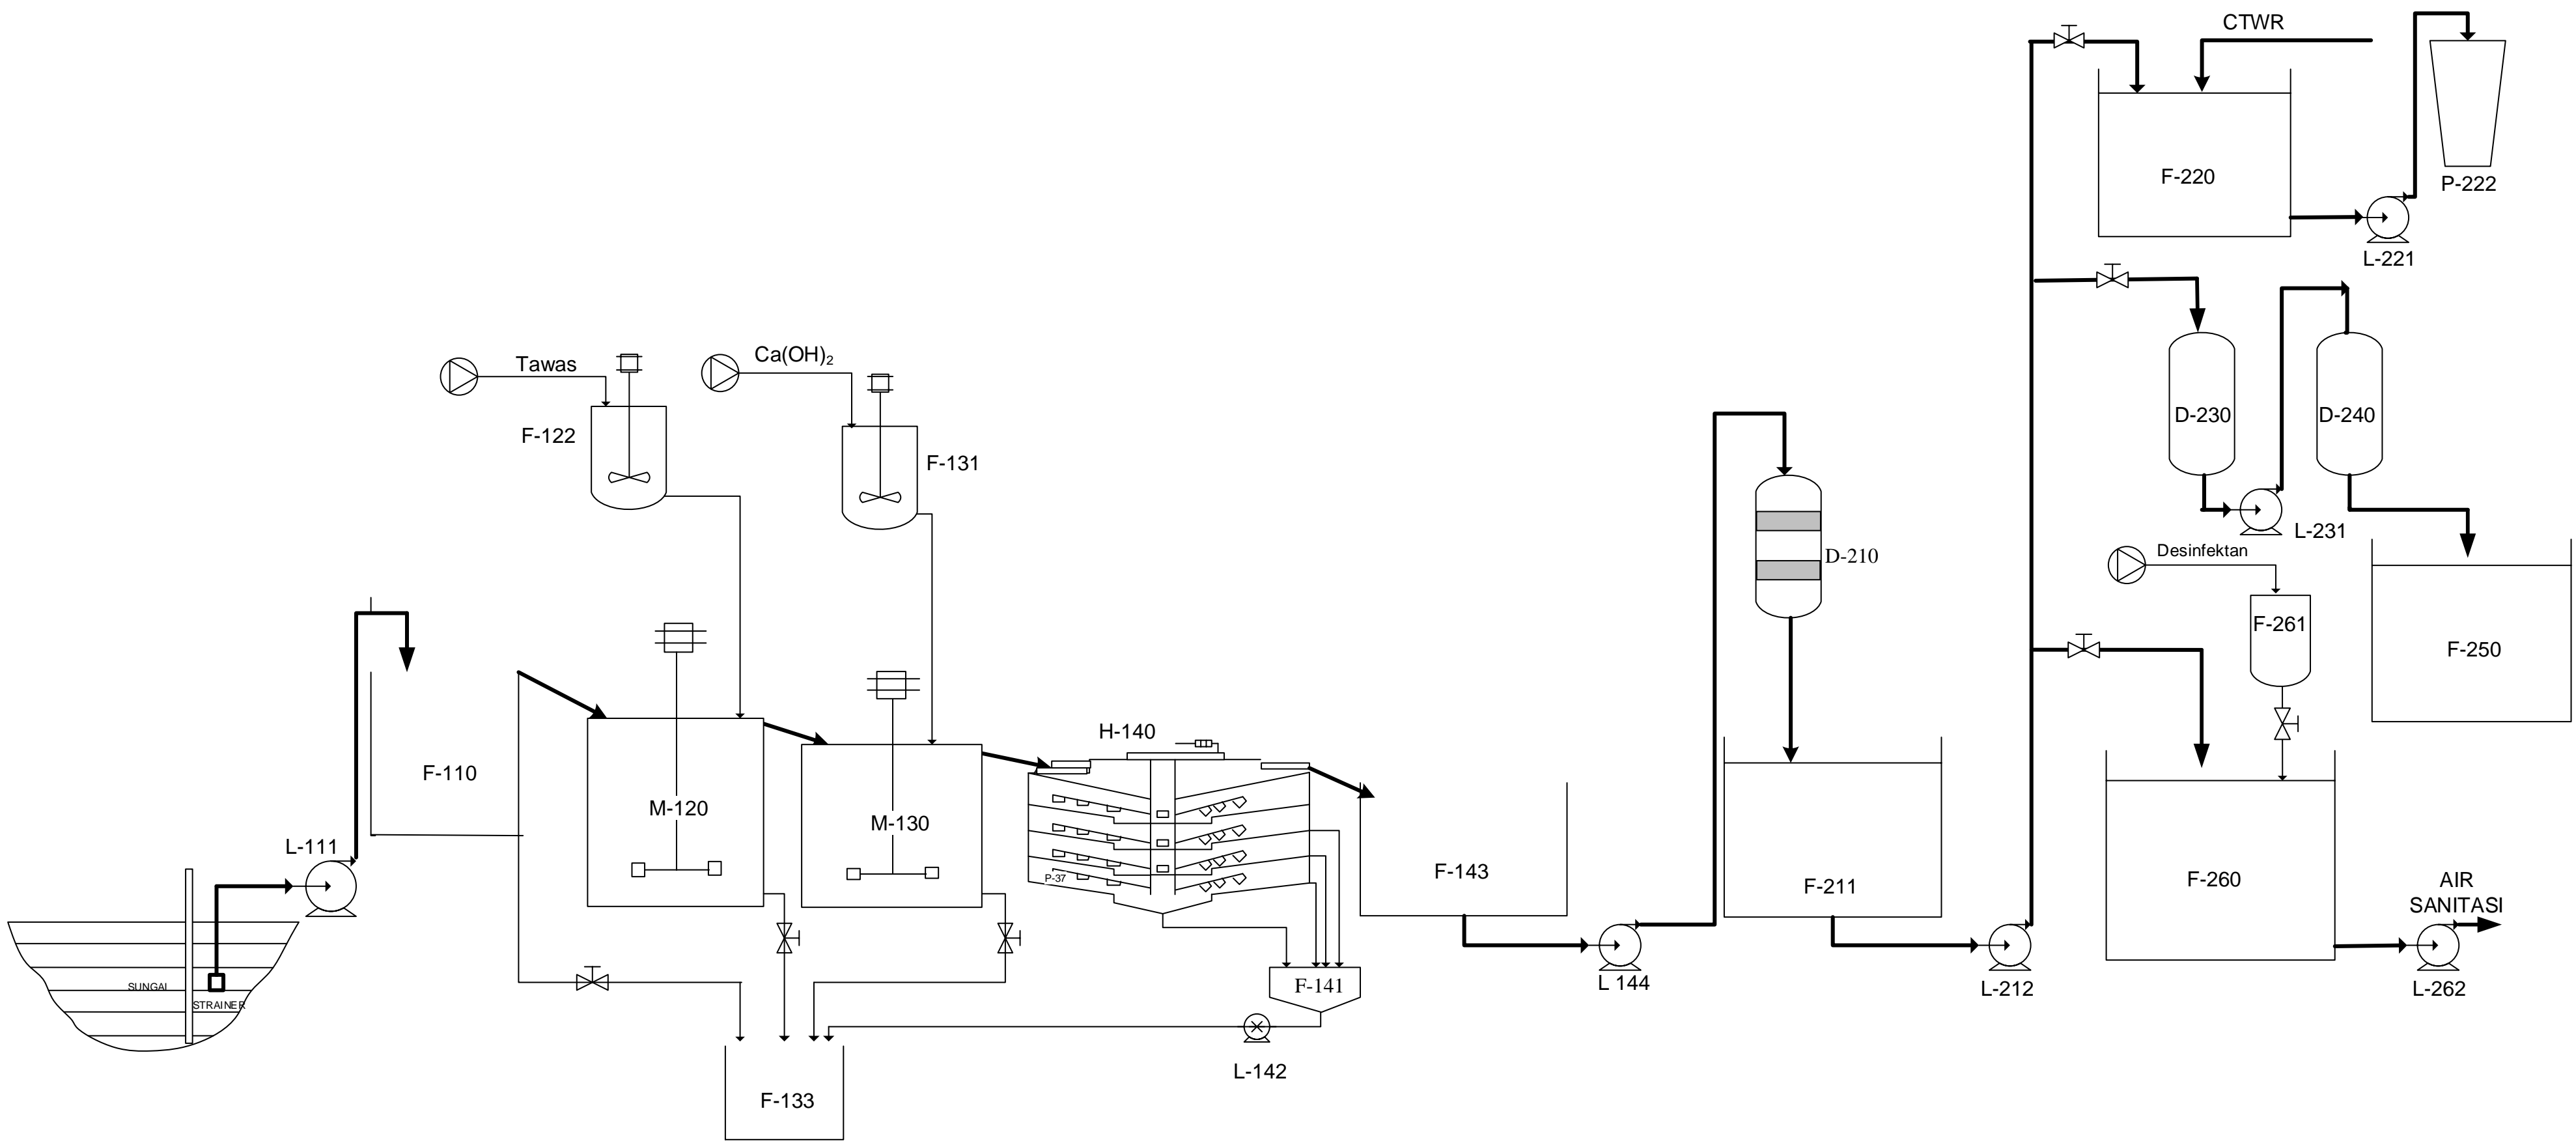 CTWR
F-220
P-222
L-221
Tawas
Ca(OH)₂
F-122
F-131
D-230
D-240
L-231
D-210
Desinfektan
F-261
F-250
H-140
F-110
M-120
M-130
L-111
P-37
F-143
F-211
F-260
AIR
SANITASI
SUNGAI
STRAINER
F-141
L 144
L-212
L-262
L-142
F-133